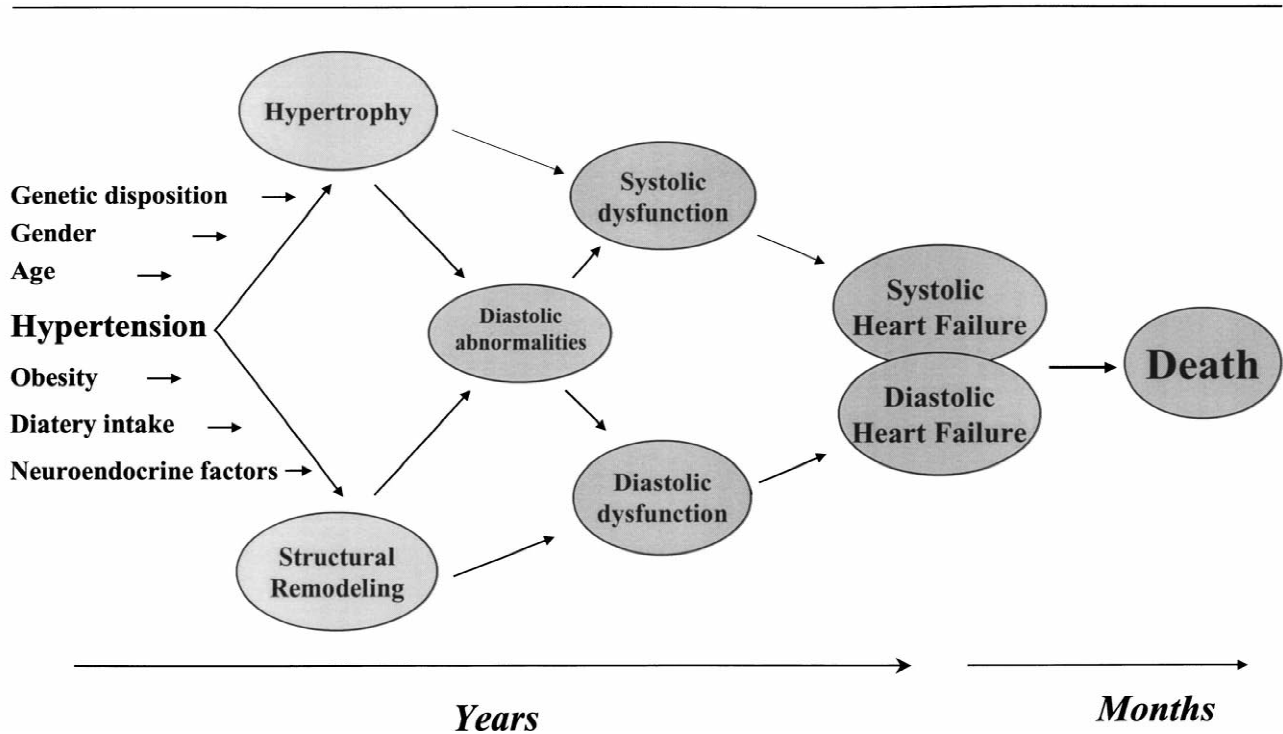 Hypertrophy
Genetic disposition
Gender
Age
Hypertension
Obesity
Diatery intake
Neuroendocrine factors
Structural
Remodeling
Diastolic
abnormalities
Systolic
dysfunction
Diastolic
dysfunction
Systolic
Heart Failure
Diastolic
Heart Failure
Death
Years
Months